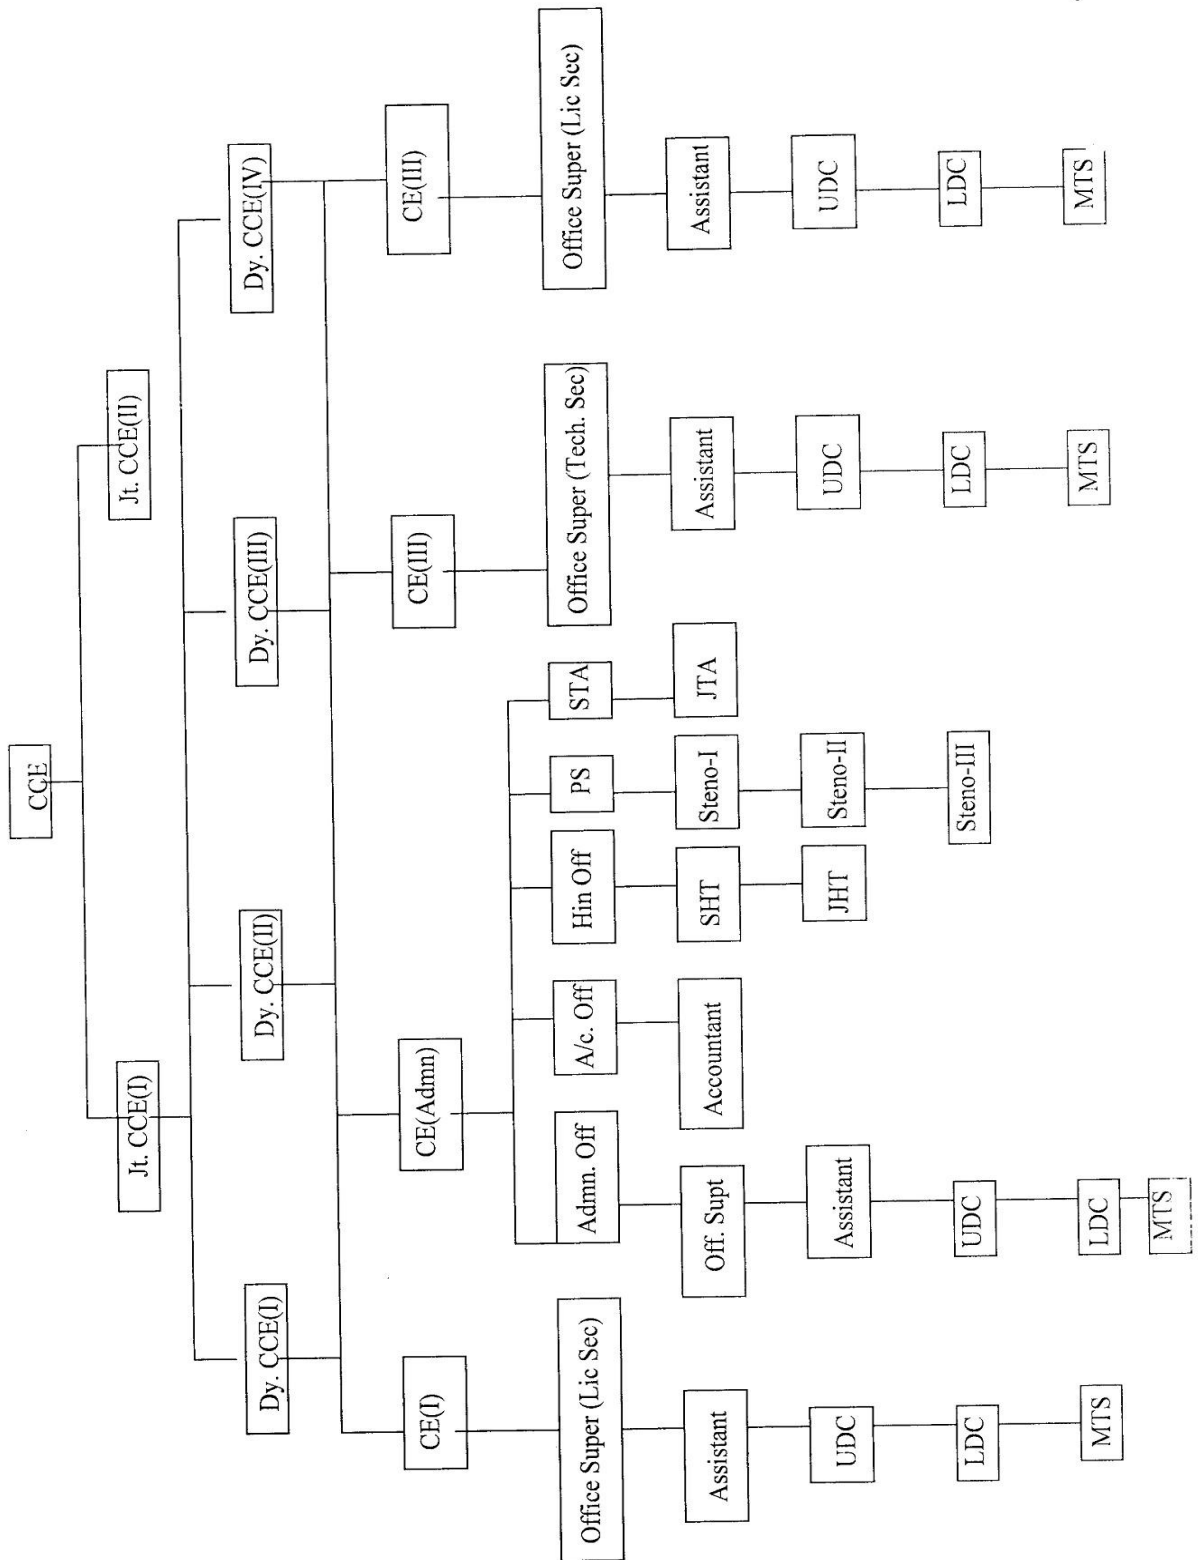 CCE
Jt. CCE(I)
Jt. CCE(II)
Dy. CCE(I)
Dy. CCE(II)
Dy. CCE(III)
Dy. CCE(IV)
CE(I)
CE(Admn)
CE(III)
CE(III)
Office Super (Lic Sec)
Admn. Off
A/c. Off
Hin Off
PS
STA
Office Super (Tech. Sec)
Office Super (Lic Sec)
Assistant
Off. Supt
Accountant
SHT
Steno-I
JTA
Assistant
Assistant
UDC
Assistant
JHT
Steno-II
UDC
UDC
LDC
UDC
Steno-III
LDC
LDC
MTS
LDC
MTS
MTS
MTS